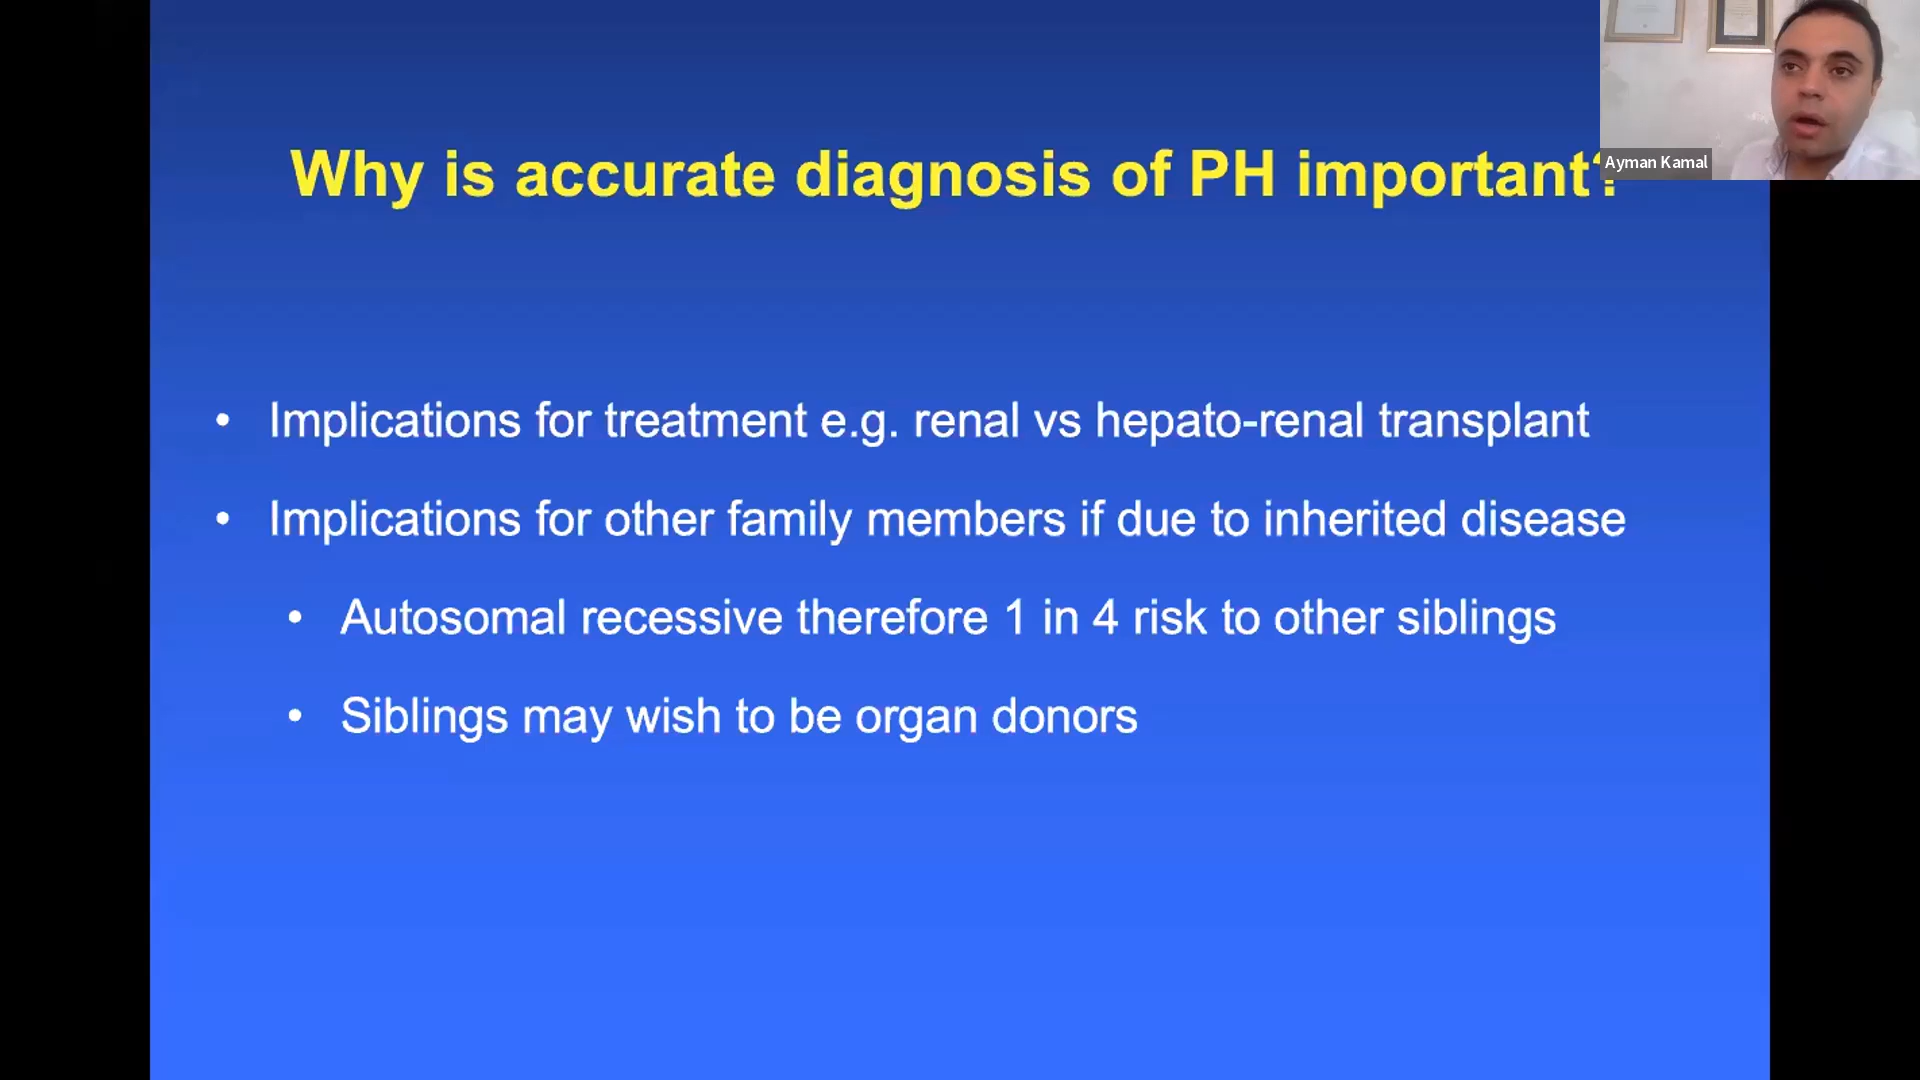 Why is accurate diagnosis of PH important?
Ayman Kamal
• Implications for treatment e.g. renal vs hepato-renal transplant
• Implications for other family members if due to inherited disease
• Autosomal recessive therefore 1 in 4 risk to other siblings
• Siblings may wish to be organ donors